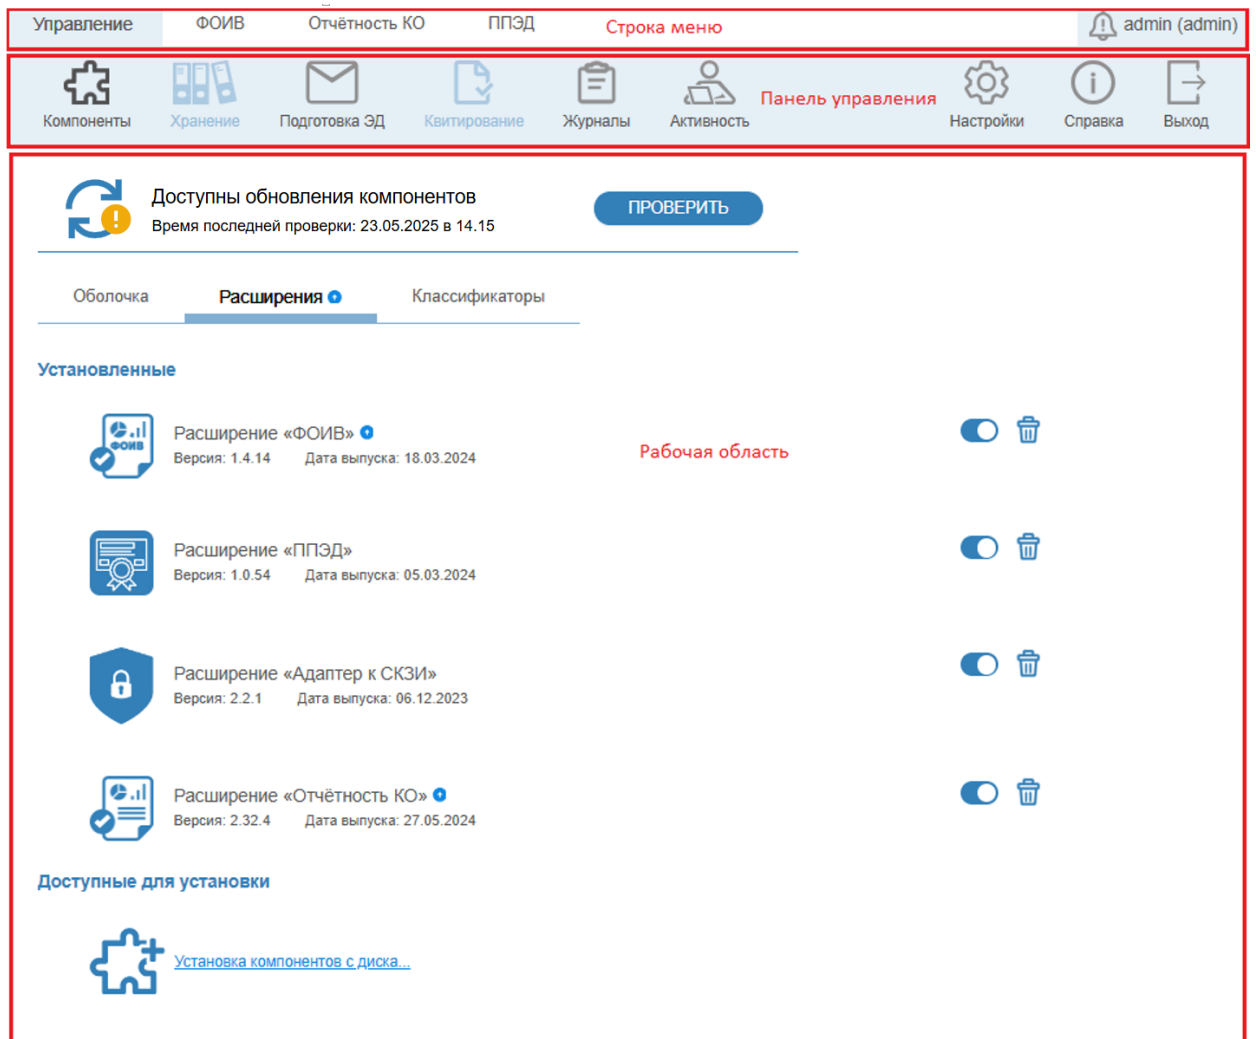 Управление ФОИВ Отчётность КО ППЭД Строка меню admin (admin)
Компоненты Хранение Подготовка ЭД Квитирование Журналы Активность Панель управления Настройки Справка Выход
Доступны обновления компонентов
Время последней проверки: 23.05.2025 в 14.15
ПРОВЕРИТЬ
Оболочка Расширения Классификаторы
Установленные
ФОИВ
Расширение «ФОИВ»
Версия: 1.4.14 Дата выпуска: 18.03.2024
Рабочая область
Расширение «ППЭД»
Версия: 1.0.54 Дата выпуска: 05.03.2024
Расширение «Адаптер к СКЗИ»
Версия: 2.2.1 Дата выпуска: 06.12.2023
Расширение «Отчётность КО»
Версия: 2.32.4 Дата выпуска: 27.05.2024
Доступные для установки
Установка компонентов с диска...